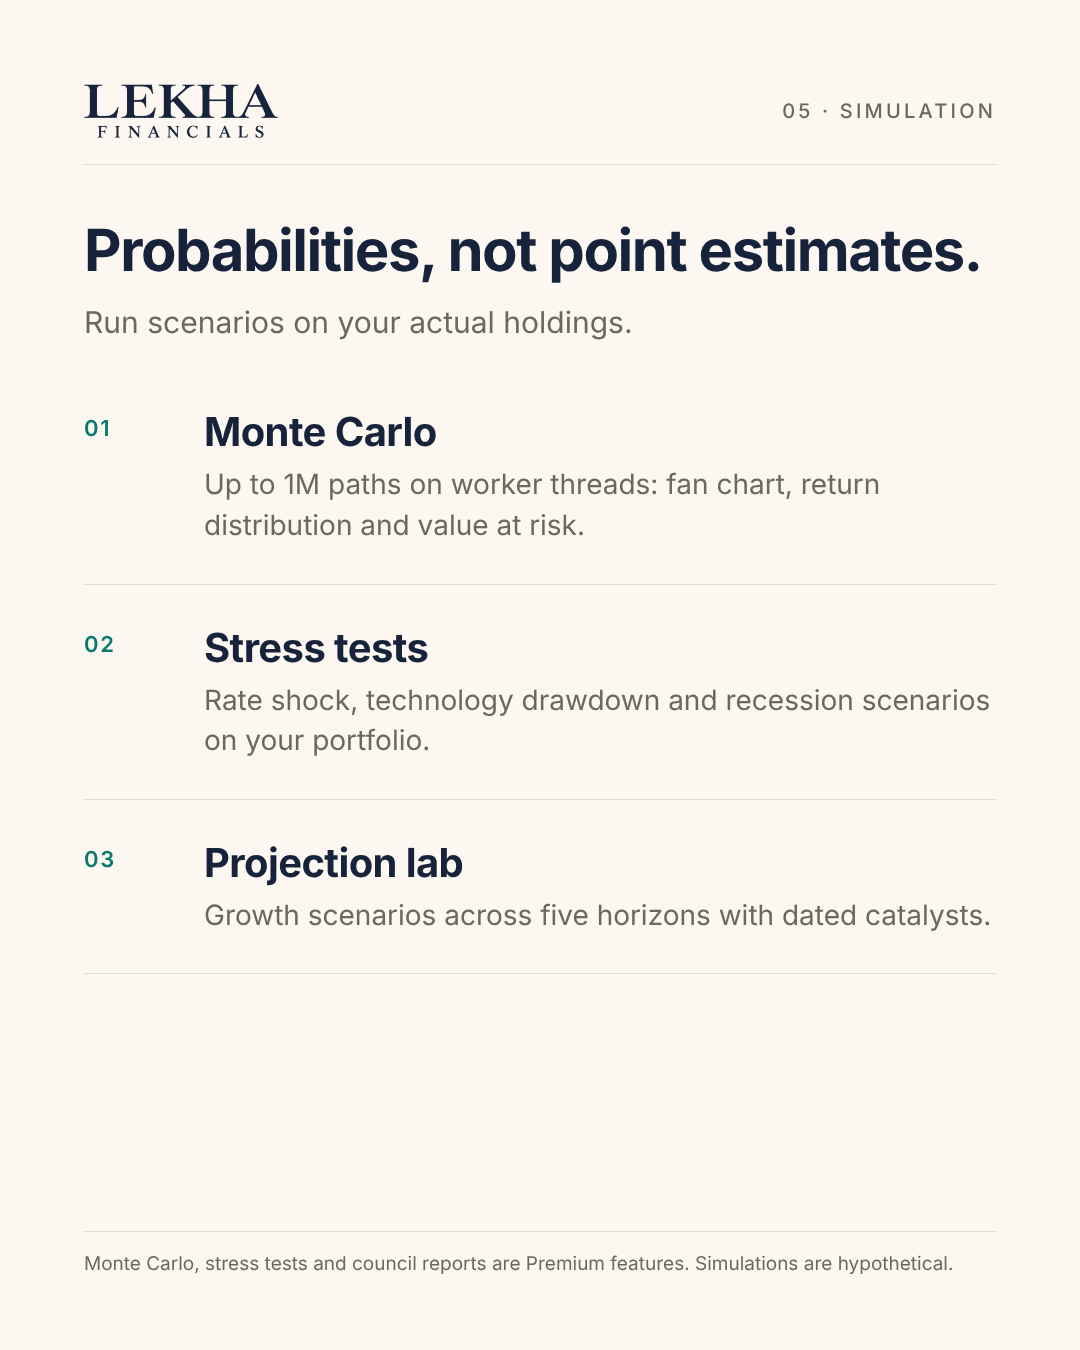 LEKHA
FINANCIALS
05 · SIMULATION
Probabilities, not point estimates.
Run scenarios on your actual holdings.
01
Monte Carlo
Up to 1M paths on worker threads: fan chart, return
distribution and value at risk.
02
Stress tests
Rate shock, technology drawdown and recession scenarios
on your portfolio.
03
Projection lab
Growth scenarios across five horizons with dated catalysts.
Monte Carlo, stress tests and council reports are Premium features. Simulations are hypothetical.